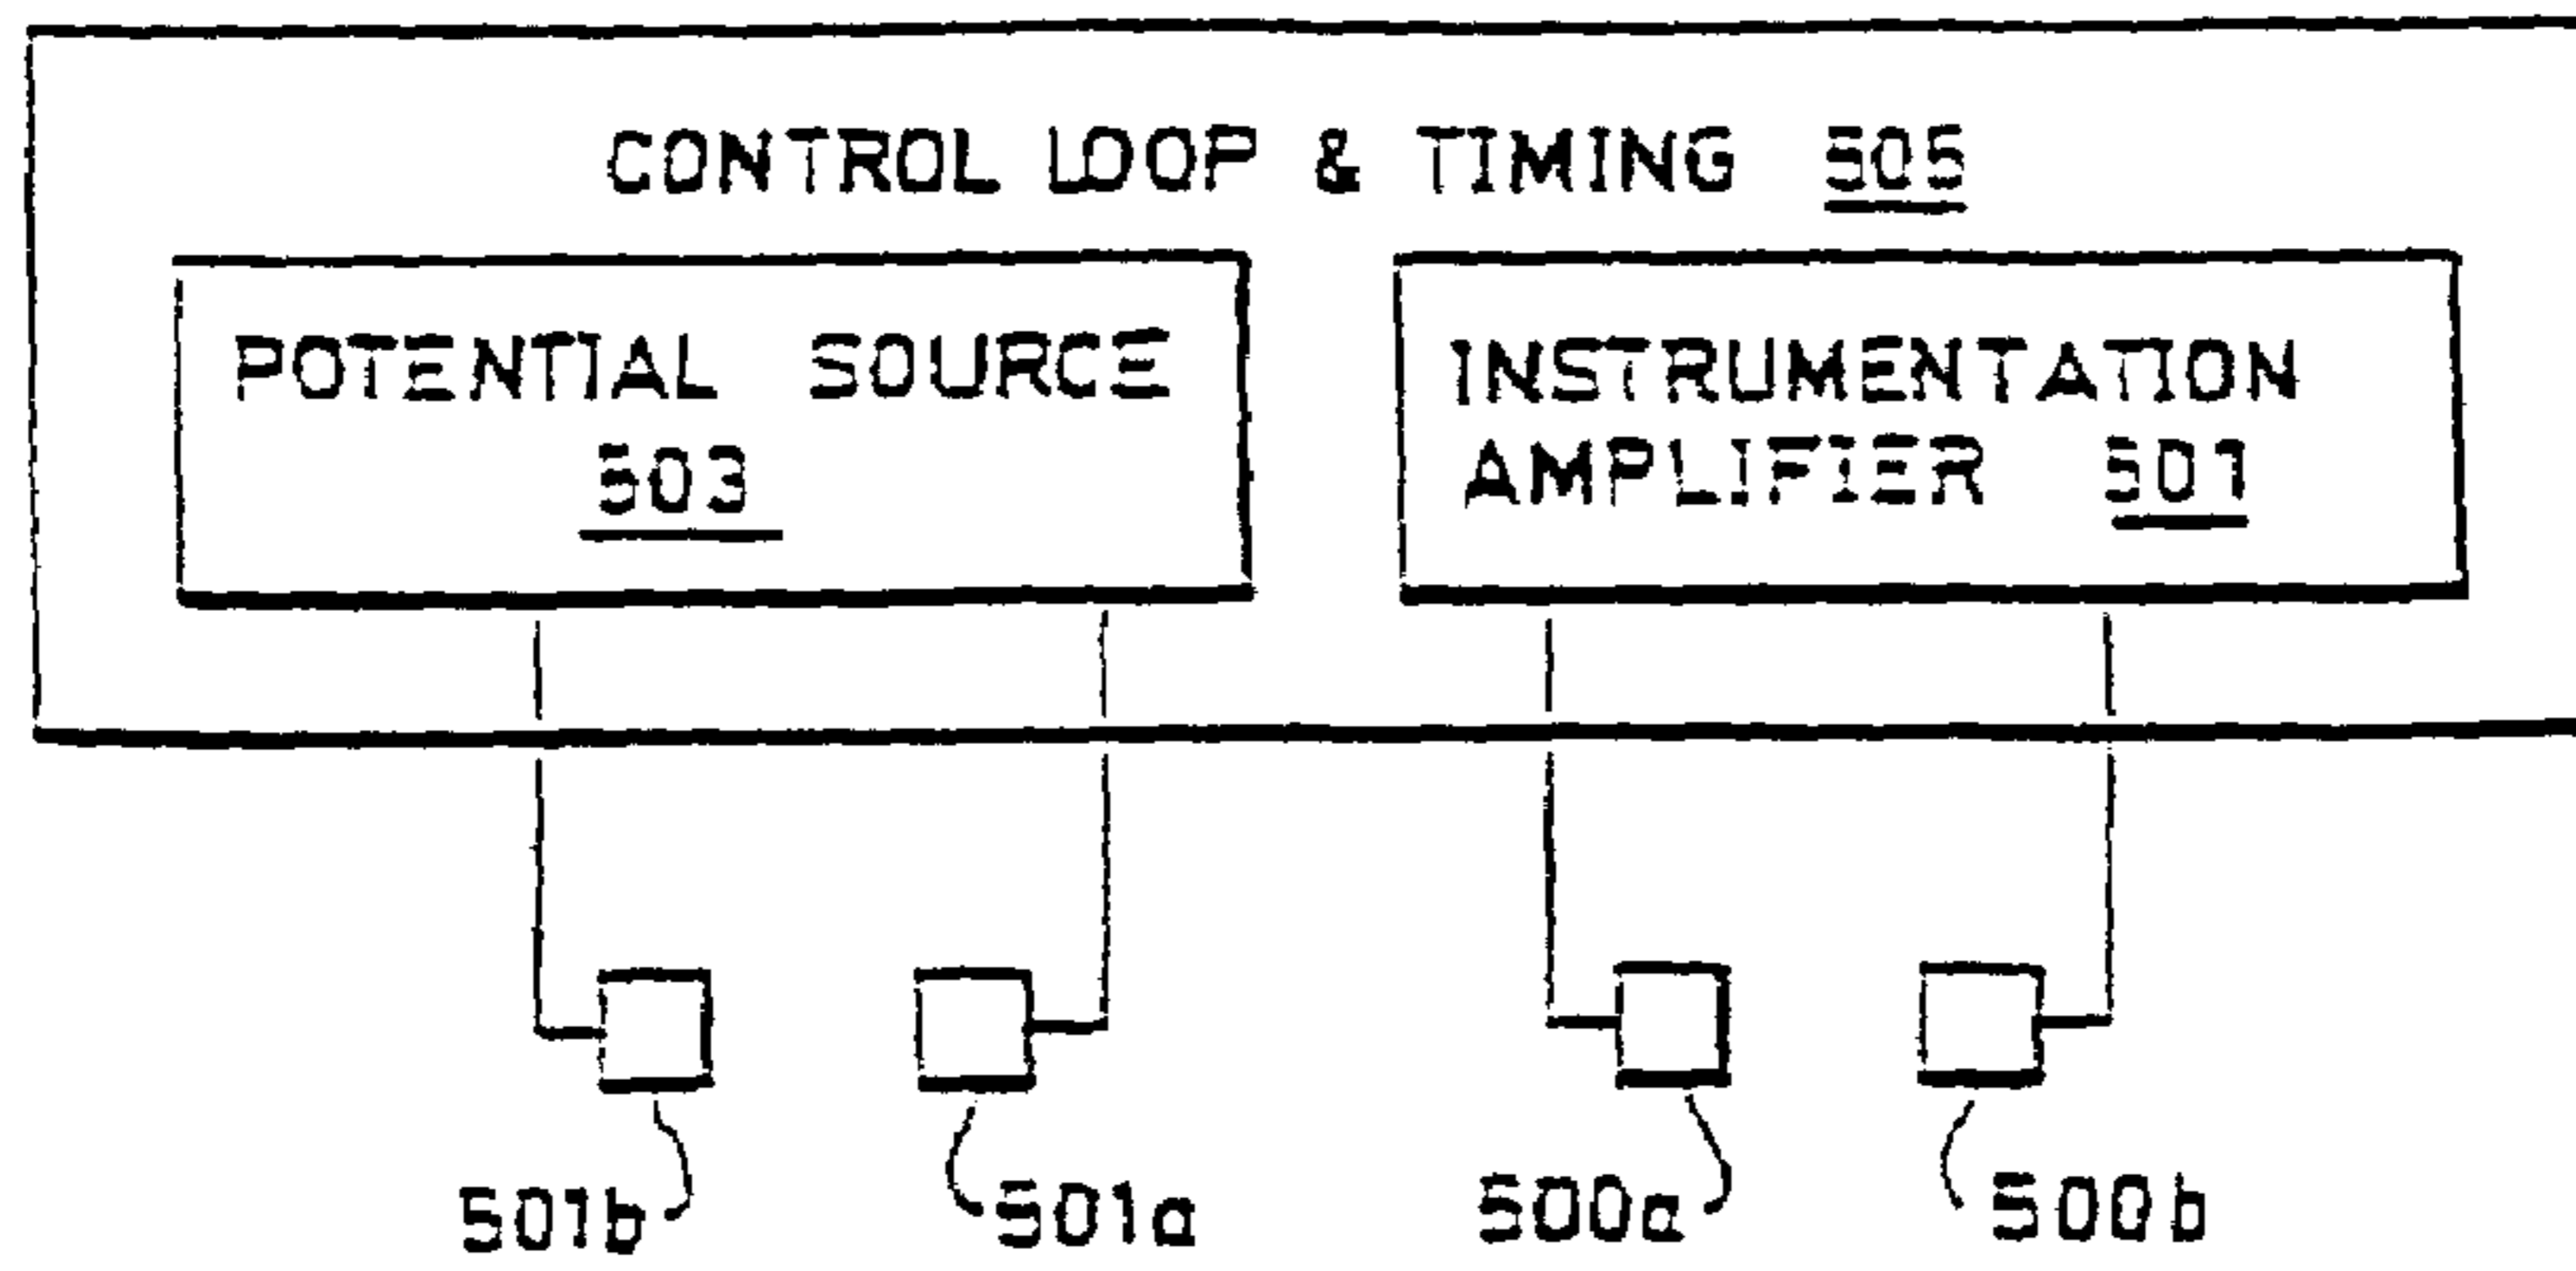 CONTROL LOOP & TIMING 505
POTENTIAL SOURCE
503
INSTRUMENTATION
AMPLIFIER 507
501b
501a
500a
500b